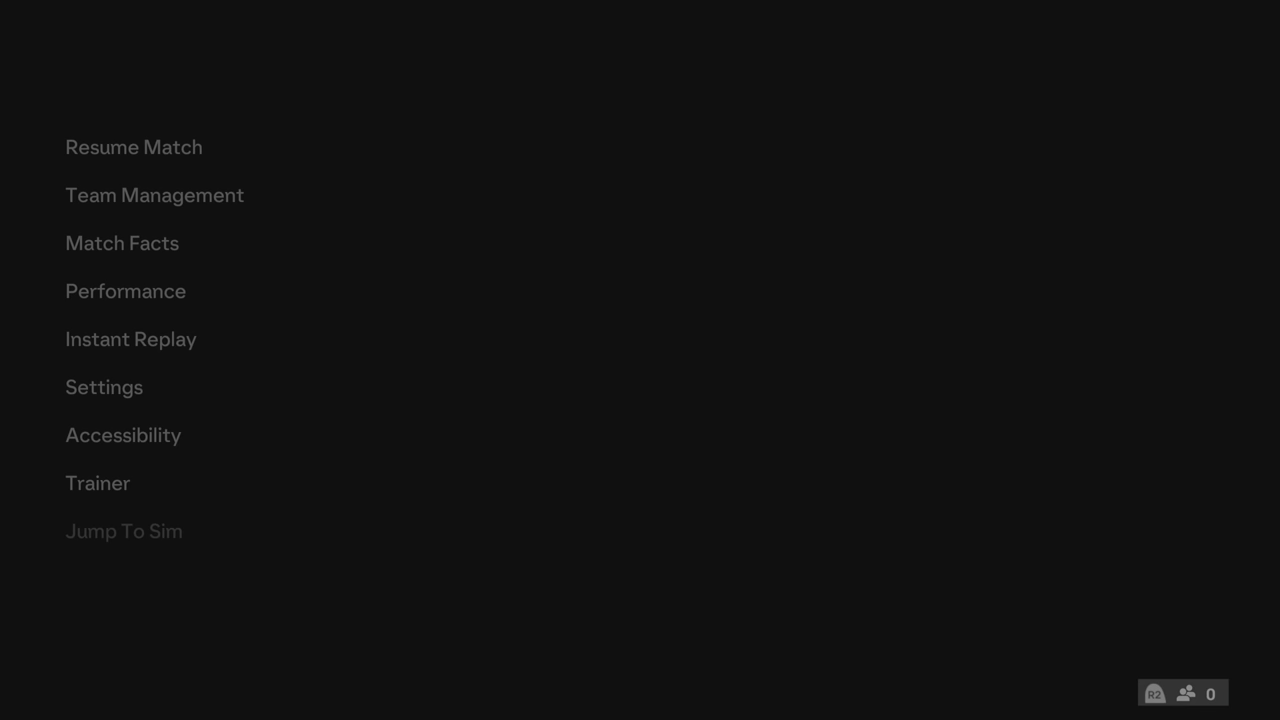 Resume Match
Team Management
Match Facts
Performance
Instant Replay
Settings
Accessibility
Trainer
Jump To Sim
R2 0